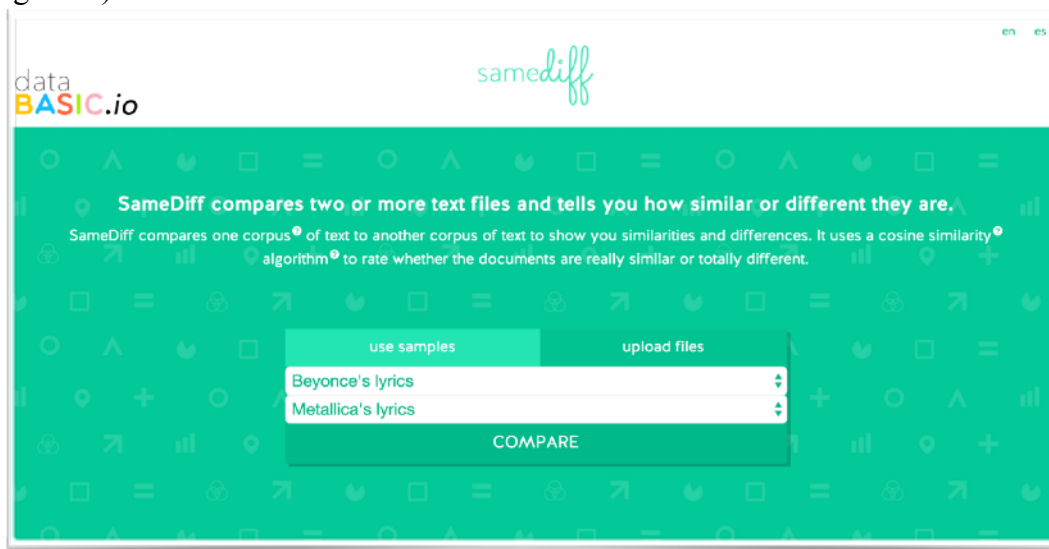 en es
data
BASIC.io
samediff
SameDiff compares two or more text files and tells you how similar or different they are.
SameDiff compares one corpus? of text to another corpus of text to show you similarities and differences. It uses a cosine similarity?
algorithm? to rate whether the documents are really similar or totally different.
use samples upload files
Beyonce's lyrics
Metallica's lyrics
COMPARE